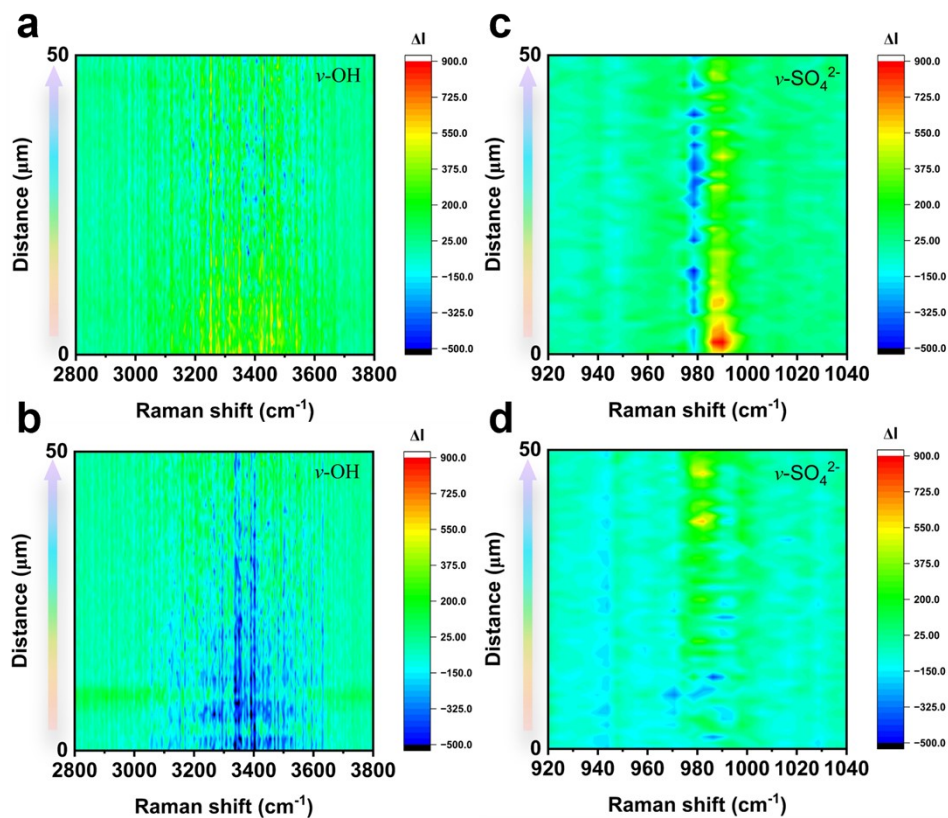 a
ν-OH
50
0
Distance (μm)
2800 3000 3200 3400 3600 3800
Raman shift (cm⁻¹)
ΔI
900.0
725.0
550.0
375.0
200.0
25.00
−150.0
−325.0
−500.0
c
ν-SO₄²⁻
50
0
Distance (μm)
920 940 960 980 1000 1020 1040
Raman shift (cm⁻¹)
ΔI
900.0
725.0
550.0
375.0
200.0
25.00
−150.0
−325.0
−500.0
b
ν-OH
50
0
Distance (μm)
2800 3000 3200 3400 3600 3800
Raman shift (cm⁻¹)
ΔI
900.0
725.0
550.0
375.0
200.0
25.00
−150.0
−325.0
−500.0
d
ν-SO₄²⁻
50
0
Distance (μm)
920 940 960 980 1000 1020 1040
Raman shift (cm⁻¹)
ΔI
900.0
725.0
550.0
375.0
200.0
25.00
−150.0
−325.0
−500.0